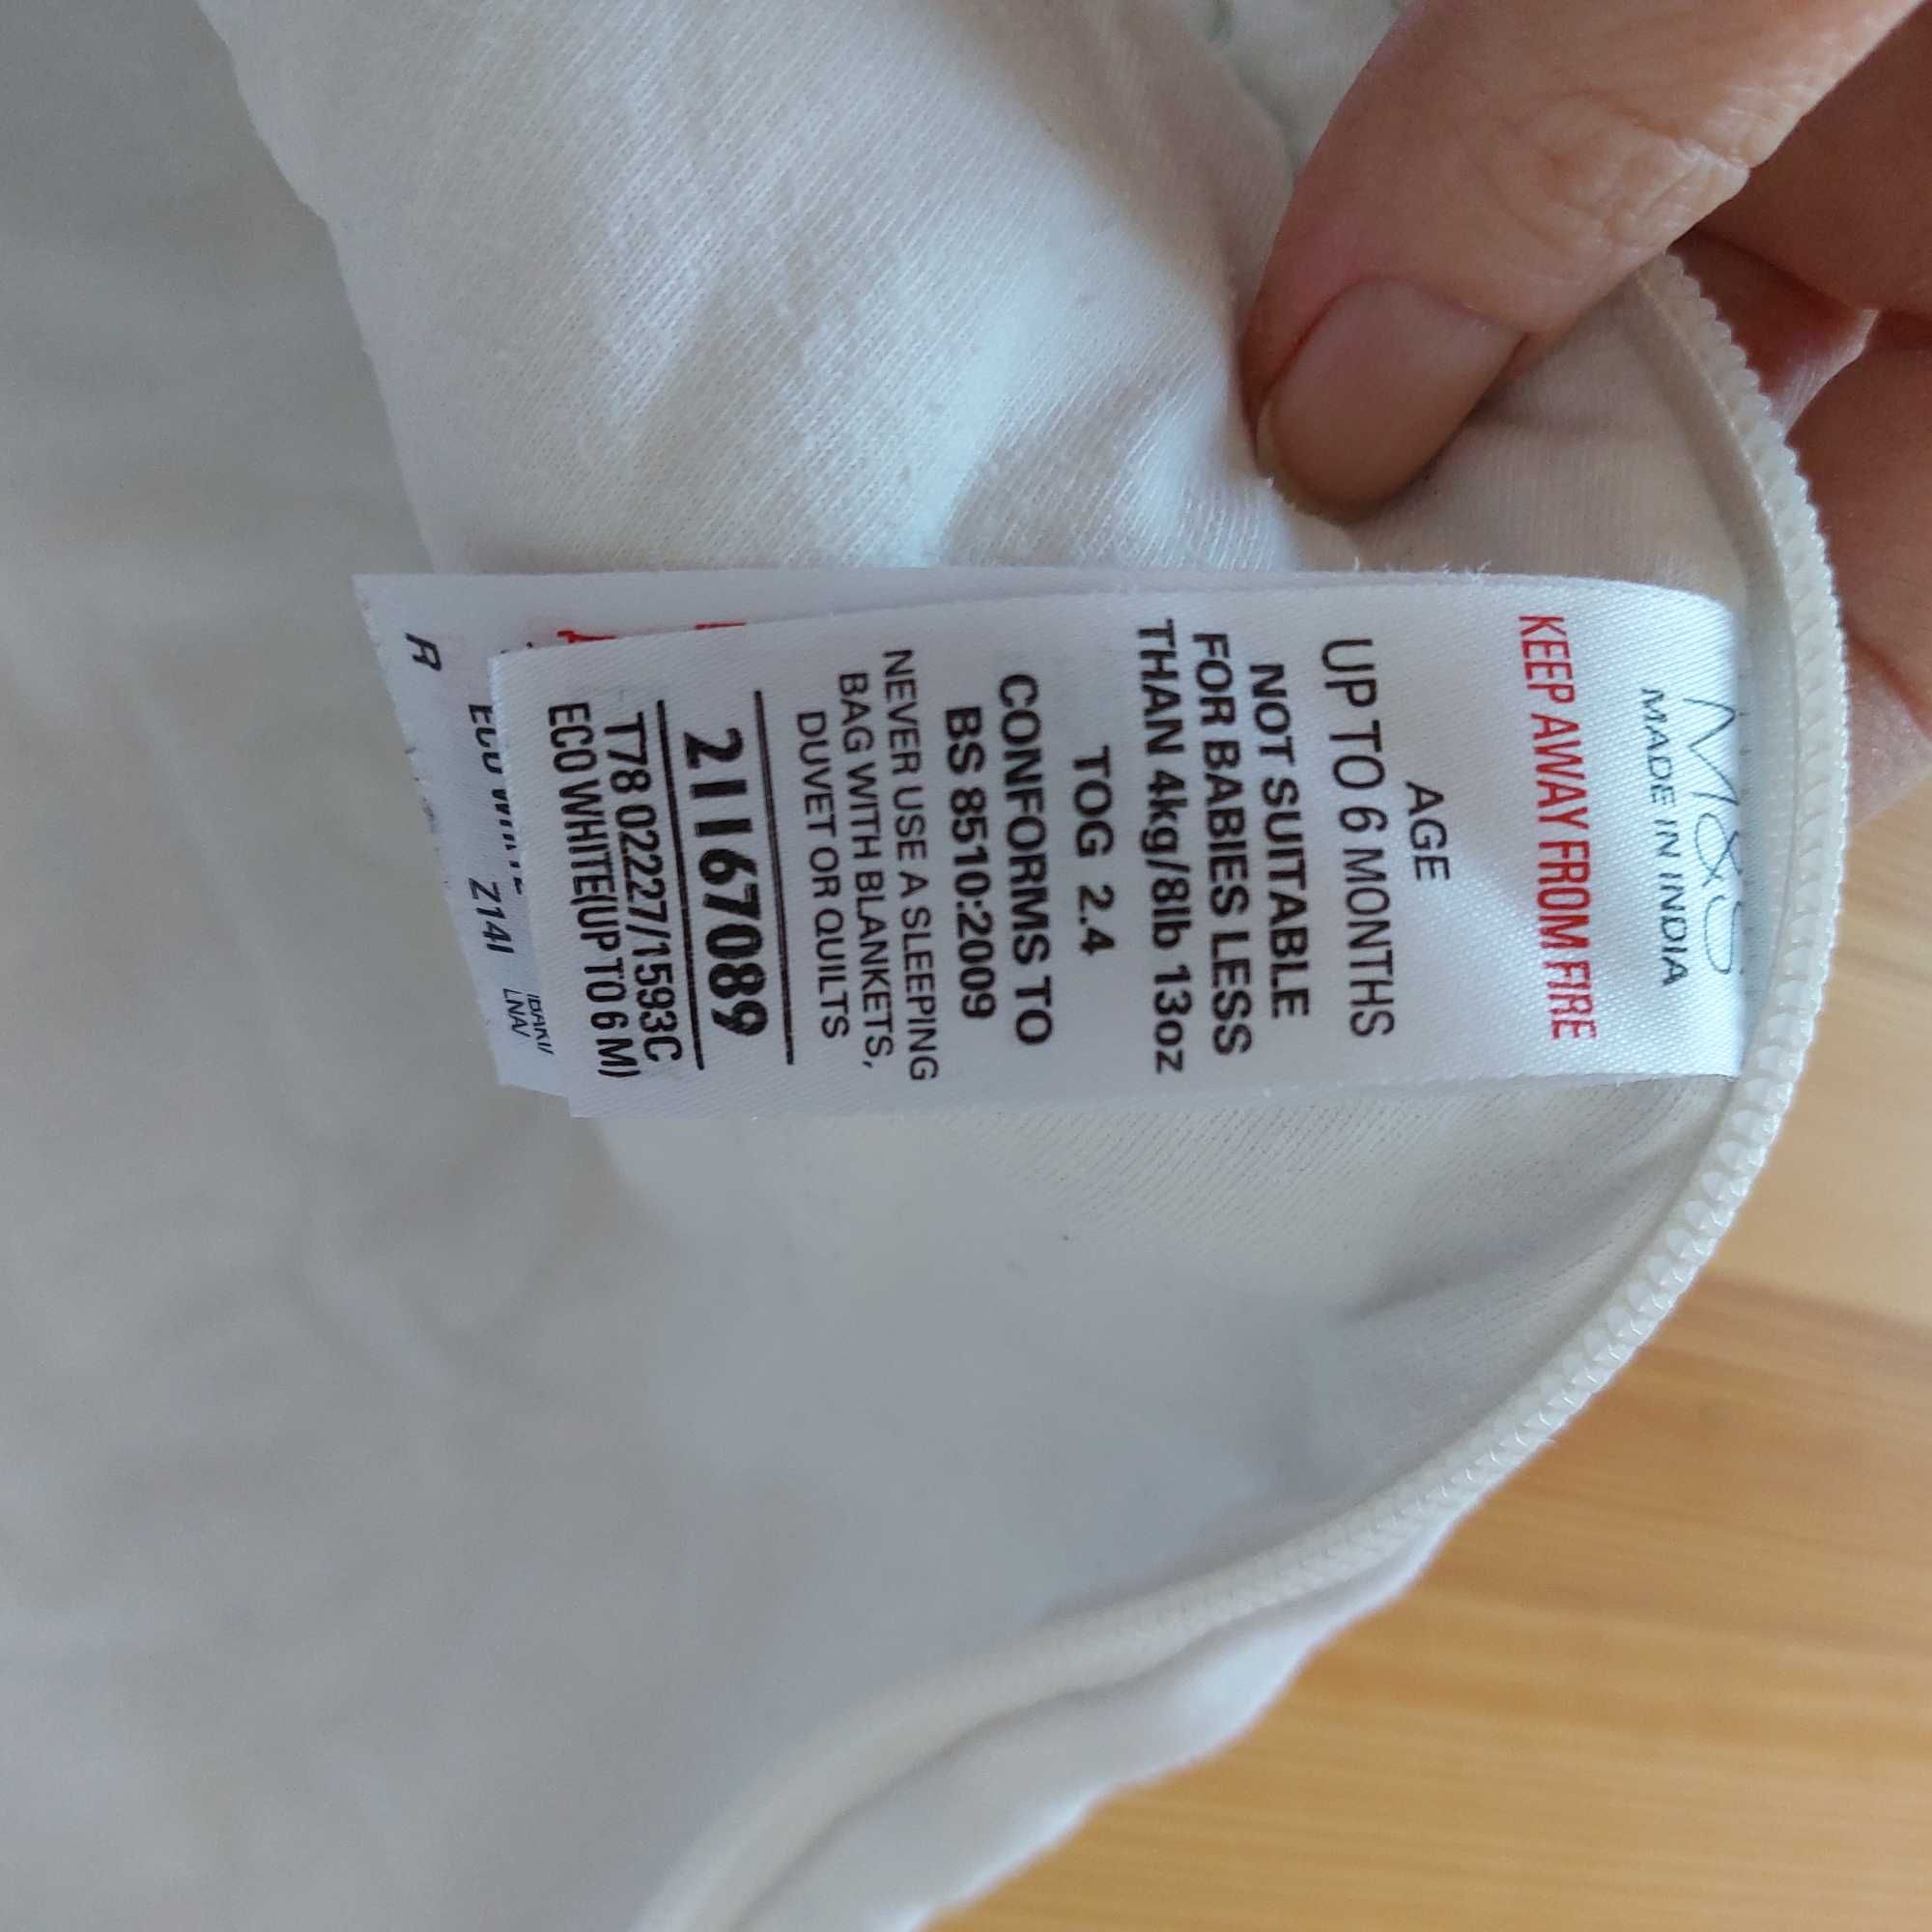 M&S
MADE IN INDIA
KEEP AWAY FROM FIRE
AGE
UP TO 6 MONTHS
NOT SUITABLE
FOR BABIES LESS
THAN 4kg/8lb 13oz
TOG 2.4
CONFORMS TO
BS 8510:2009
NEVER USE A SLEEPING
BAG WITH BLANKETS,
DUVET OR QUILTS
21167089
T78 02227/1593C
ECO WHITE(UP TO 6 M)
Z141
R